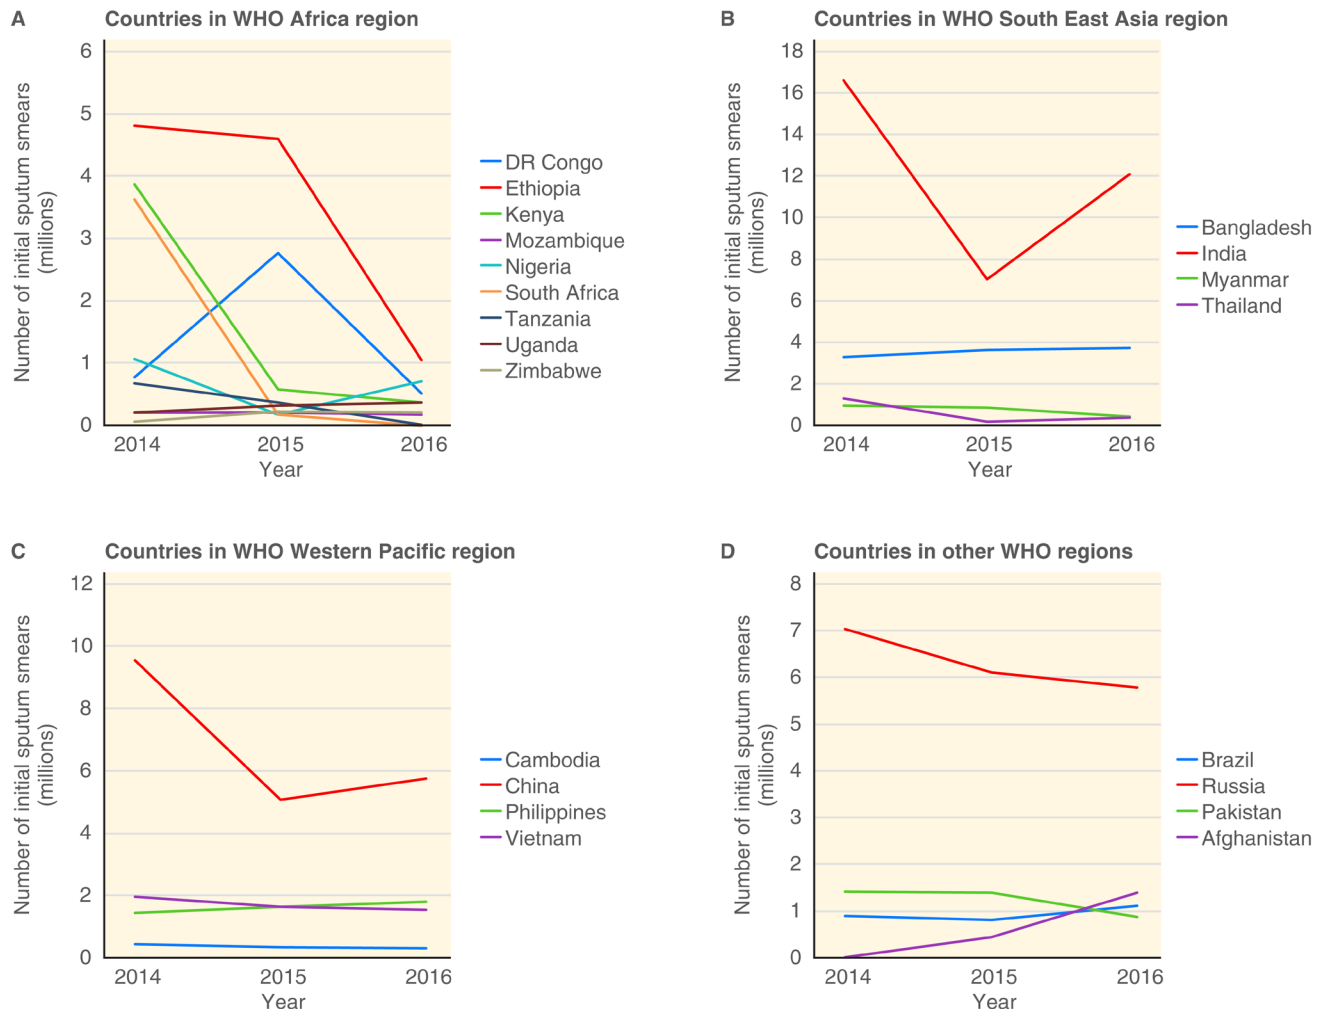 A Countries in WHO Africa region
Number of initial sputum smears
(millions)
6
5
4
3
2
1
0
2014 2015 2016
Year
DR Congo
Ethiopia
Kenya
Mozambique
Nigeria
South Africa
Tanzania
Uganda
Zimbabwe
B Countries in WHO South East Asia region
Number of initial sputum smears
(millions)
18
16
14
12
10
8
6
4
2
0
2014 2015 2016
Year
Bangladesh
India
Myanmar
Thailand
C Countries in WHO Western Pacific region
Number of initial sputum smears
(millions)
12
10
8
6
4
2
0
2014 2015 2016
Year
Cambodia
China
Philippines
Vietnam
D Countries in other WHO regions
Number of initial sputum smears
(millions)
8
7
6
5
4
3
2
1
0
2014 2015 2016
Year
Brazil
Russia
Pakistan
Afghanistan